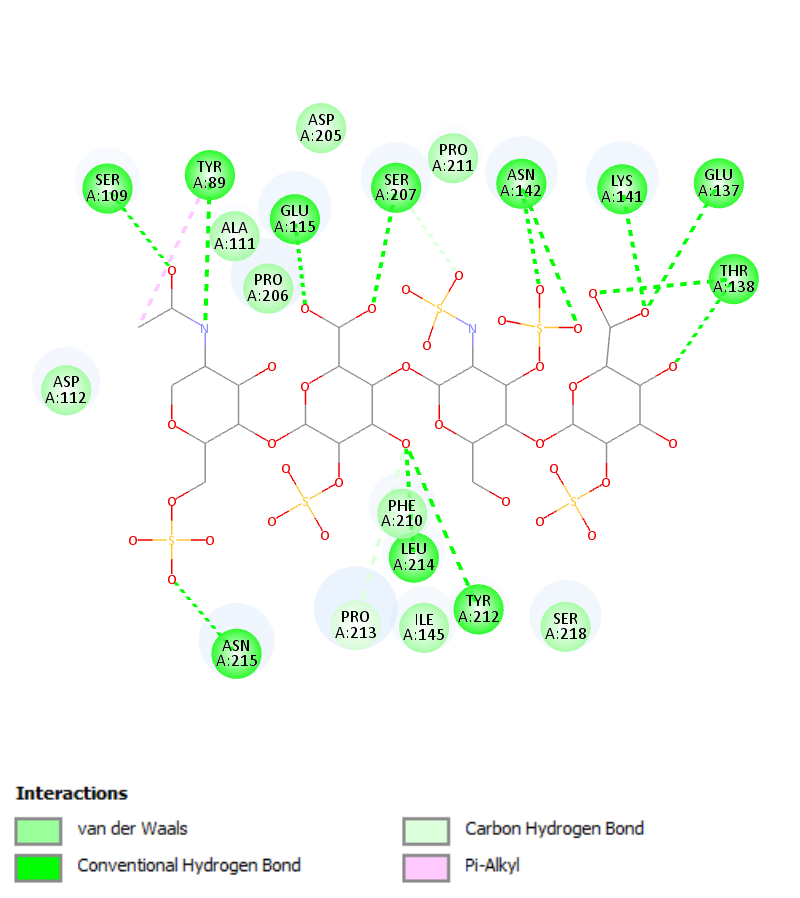 ASP
A:205
PRO
A:211
TYR
A:89
SER
A:109
SER
A:207
ASN
A:142
LYS
A:141
GLU
A:137
GLU
A:115
ALA
A:111
PRO
A:206
THR
A:138
O
O
O
O
O
O
O
S
O
N
N
O
S
O
O
O
O
O
O
O
O
ASP
A:112
O
O
O
O
O
O
O
O
O
O
S
O
O
O
O
S
O
O
O
O
S
O
O
O
PHE
A:210
LEU
A:214
TYR
A:212
PRO
A:213
ILE
A:145
SER
A:218
ASN
A:215
Interactions
van der Waals
Conventional Hydrogen Bond
Carbon Hydrogen Bond
Pi-Alkyl